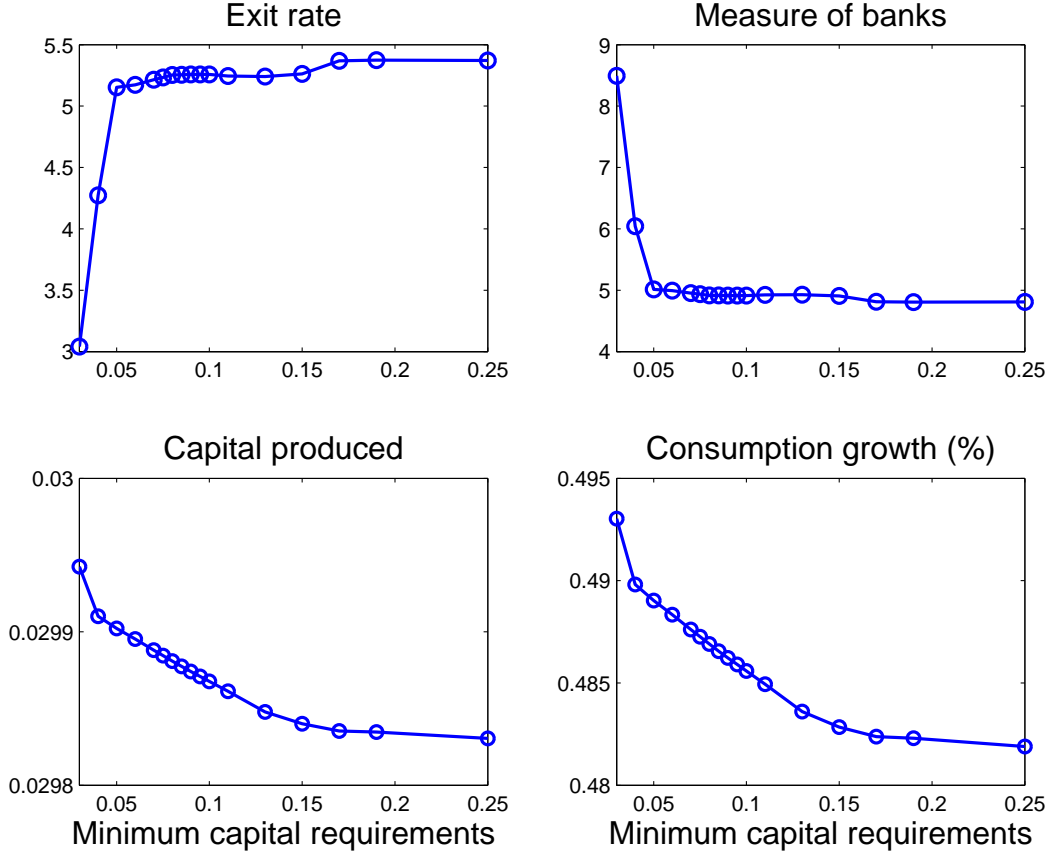 Exit rate
5.5
5
4.5
4
3.5
3
0.05 0.1 0.15 0.2 0.25
Measure of banks
9
8
7
6
5
4
0.05 0.1 0.15 0.2 0.25
Capital produced
0.03
0.0299
0.0298
0.05 0.1 0.15 0.2 0.25
Minimum capital requirements
Consumption growth (%)
0.495
0.49
0.485
0.48
0.05 0.1 0.15 0.2 0.25
Minimum capital requirements